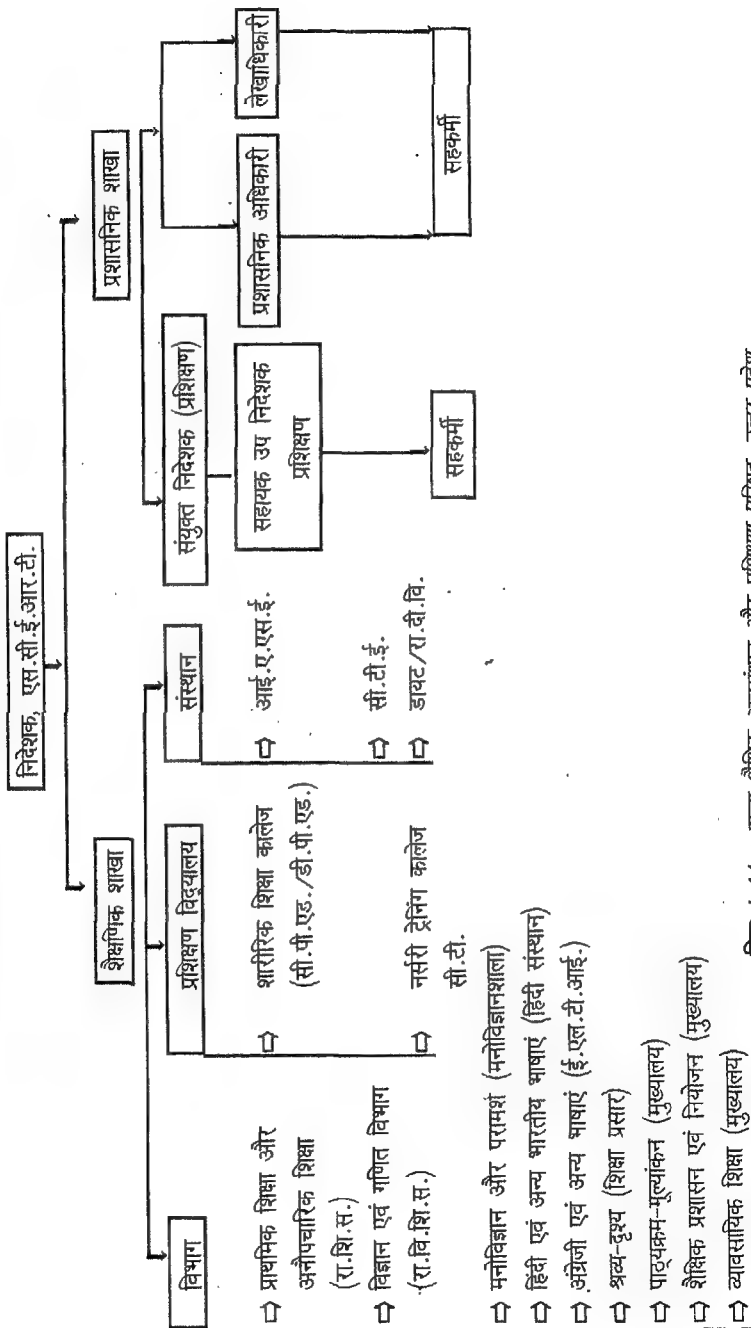 निदेशक, एस.सी.ई.आर.टी.
शैक्षणिक शाखा
प्रशासनिक शाखा
विभाग
प्रशिक्षण विद्यालय
संस्थान
संयुक्त निदेशक (प्रशिक्षण)
प्रशासनिक अधिकारी
लेखाधिकारी
सहायक उप निदेशक
प्रशिक्षण
सहकर्मी
सहकर्मी
⇨ प्राथमिक शिक्षा और
अनौपचारिक शिक्षा
(रा.शि.स.)
⇨ विज्ञान एवं गणित विभाग
(रा.वि.शि.स.)
⇨ मनोविज्ञान और परामर्श (मनोविज्ञानशाला)
⇨ हिंदी एवं अन्य भारतीय भाषाएं (हिंदी संस्थान)
⇨ अंग्रेजी एवं अन्य भाषाएं (ई.एल.टी.आई.)
⇨ श्रव्य-दृश्य (शिक्षा प्रसार)
⇨ पाठ्यक्रम-मूल्यांकन (मुख्यालय)
⇨ शैक्षिक प्रशासन एवं नियोजन (मुख्यालय)
⇨ व्यावसायिक शिक्षा (मुख्यालय)
⇨ शारीरिक शिक्षा कालेज
(सी.पी.एड./डी.पी.एड.)
⇨ नर्सरी ट्रेनिंग कालेज
सी.टी.
⇨ आई.ए.एस.ई.
⇨ सी.टी.ई.
⇨ डायट/रा.दी.वि.